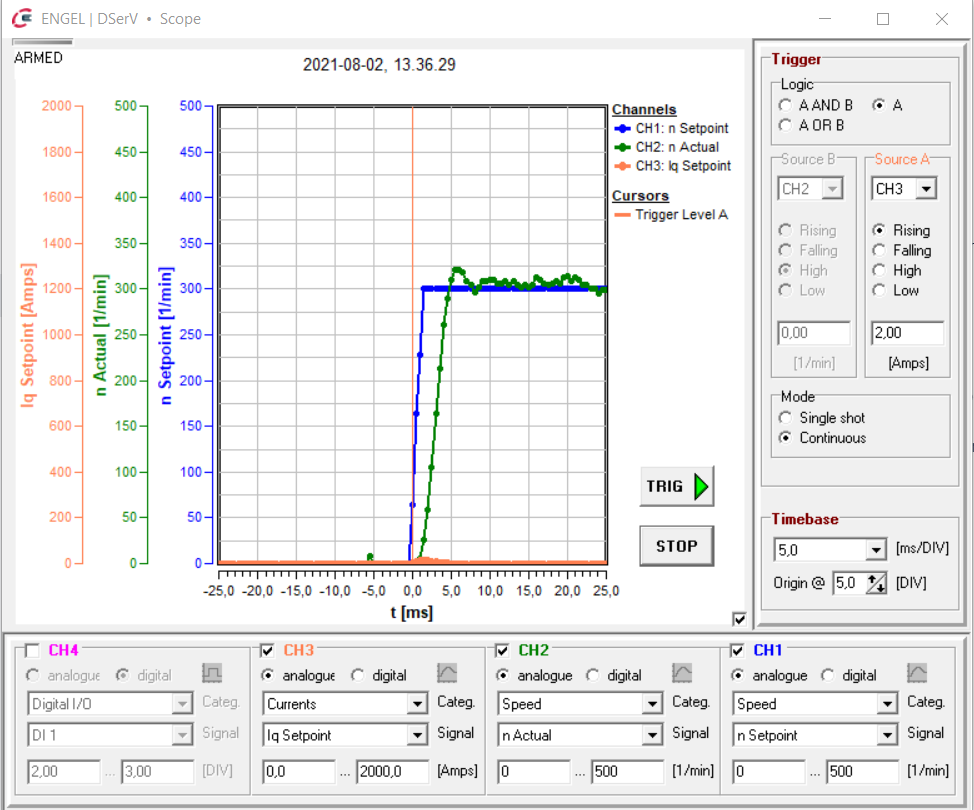 ENGEL | DSerV • Scope
ARMED
2021-08-02, 13.36.29
Iq Setpoint [Amps]
2000
1800
1600
1400
1200
1000
800
600
400
200
0
n Actual [1/min]
500
450
400
350
300
250
200
150
100
50
0
n Setpoint [1/min]
500
450
400
350
300
250
200
150
100
50
0
-25,0 -20,0 -15,0 -10,0 -5,0 0,0 5,0 10,0 15,0 20,0 25,0
t [ms]
Channels
CH1: n Setpoint
CH2: n Actual
CH3: Iq Setpoint
Cursors
Trigger Level A
TRIG
STOP
Trigger
Logic
A AND B A
A OR B
Source B
CH2
Rising
Falling
High
Low
0,00
[1/min]
Source A
CH3
Rising
Falling
High
Low
2,00
[Amps]
Mode
Single shot
Continuous
Timebase
5,0 [ms/DIV]
Origin @ 5,0 [DIV]
CH4
analogue digital
Digital I/O Categ.
DI 1 Signal
2,00 ... 3,00 [DIV]
CH3
analogue digital
Currents Categ.
Iq Setpoint Signal
0,0 ... 2000,0 [Amps]
CH2
analogue digital
Speed Categ.
n Actual Signal
0 ... 500 [1/min]
CH1
analogue digital
Speed Categ.
n Setpoint Signal
0 ... 500 [1/min]